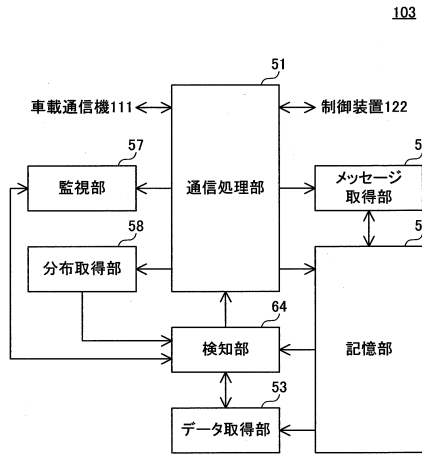 103
51
車載通信機111
制御装置122
57
監視部
通信処理部
5
メッセージ
取得部
58
分布取得部
5
64
検知部
記憶部
53
データ取得部